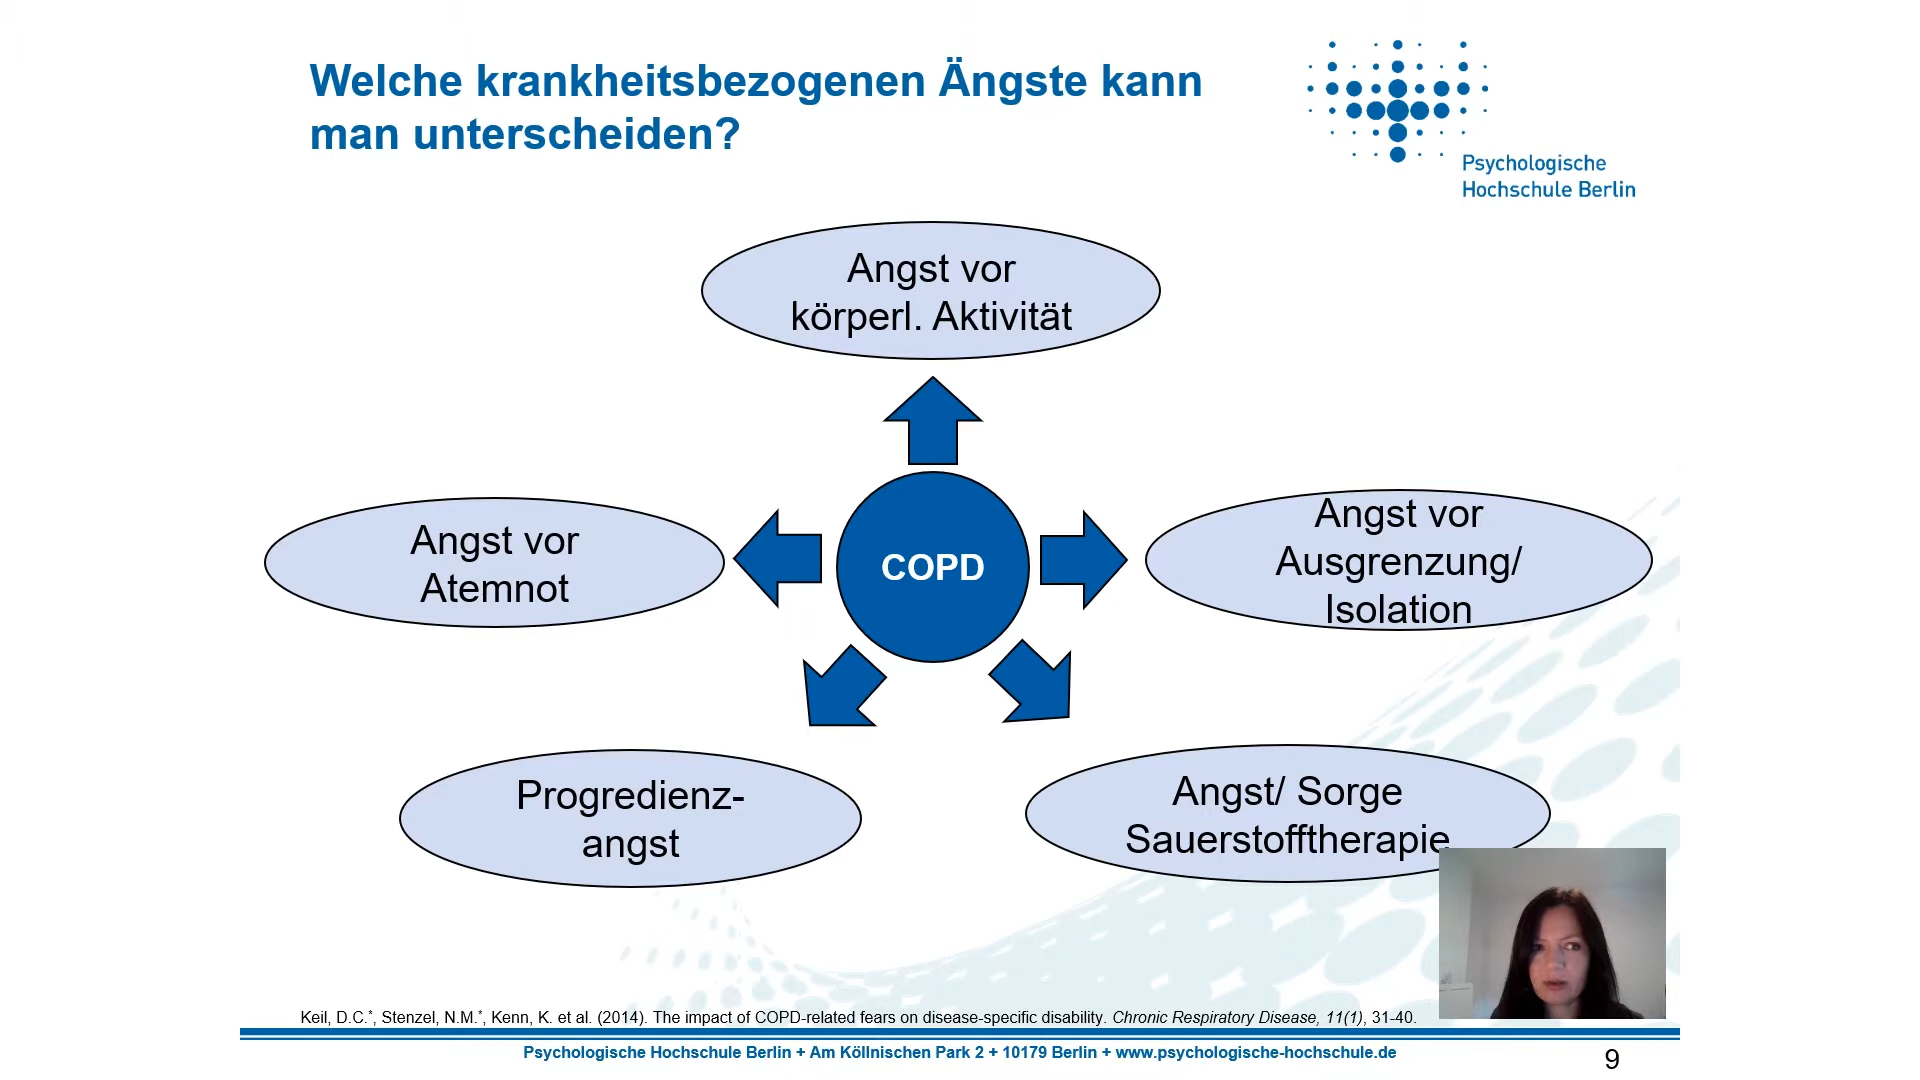 Welche krankheitsbezogenen Ängste kann
man unterscheiden?
Psychologische
Hochschule Berlin
Angst vor
körperl. Aktivität
Angst vor
Atemnot
COPD
Angst vor
Ausgrenzung/
Isolation
Progredienz-
angst
Angst/ Sorge
Sauerstofftherapie
Keil, D.C.*, Stenzel, N.M.*, Kenn, K. et al. (2014). The impact of COPD-related fears on disease-specific disability. Chronic Respiratory Disease, 11(1), 31-40.
Psychologische Hochschule Berlin + Am Köllnischen Park 2 + 10179 Berlin + www.psychologische-hochschule.de
9